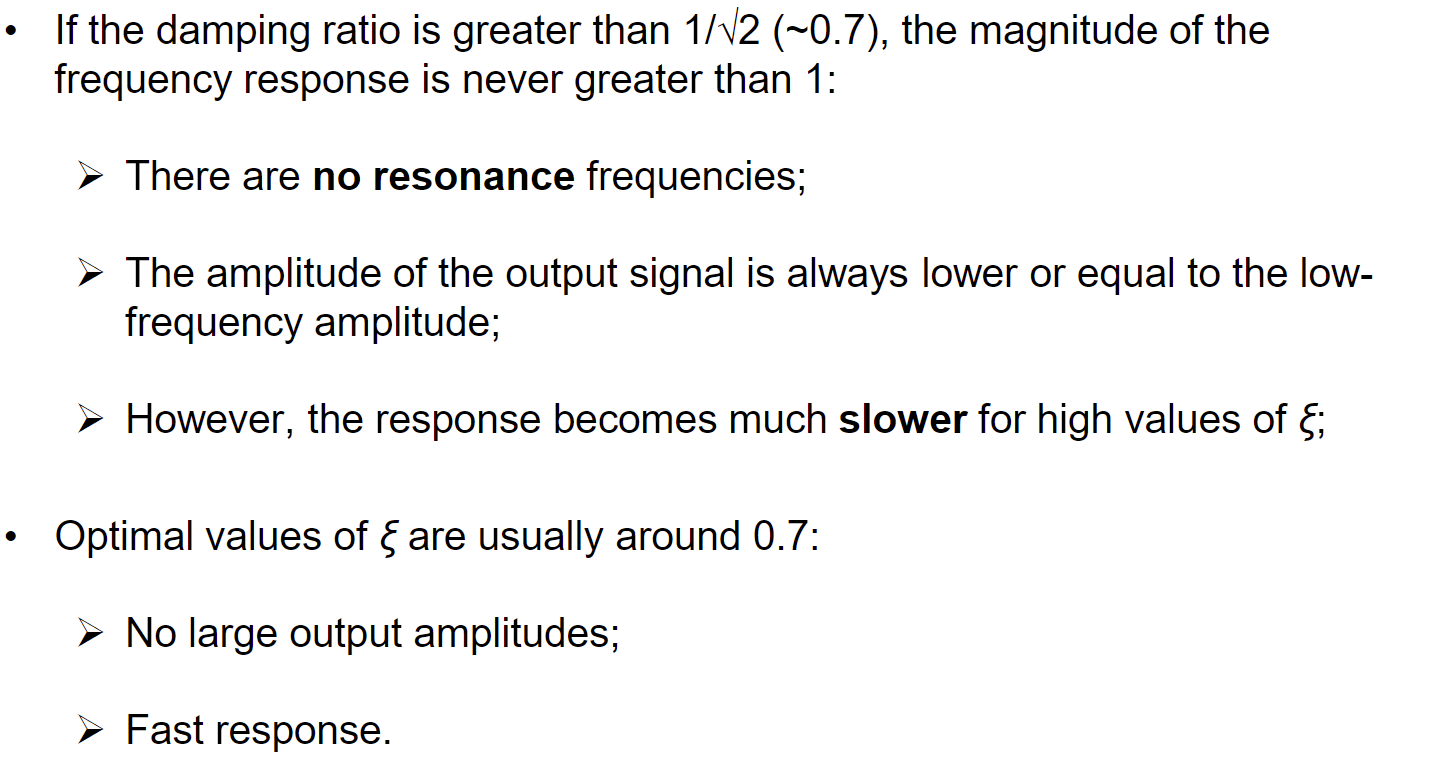 • If the damping ratio is greater than 1/√2 (~0.7), the magnitude of the
frequency response is never greater than 1:
➢ There are no resonance frequencies;
➢ The amplitude of the output signal is always lower or equal to the low-
frequency amplitude;
➢ However, the response becomes much slower for high values of ξ;
• Optimal values of ξ are usually around 0.7:
➢ No large output amplitudes;
➢ Fast response.